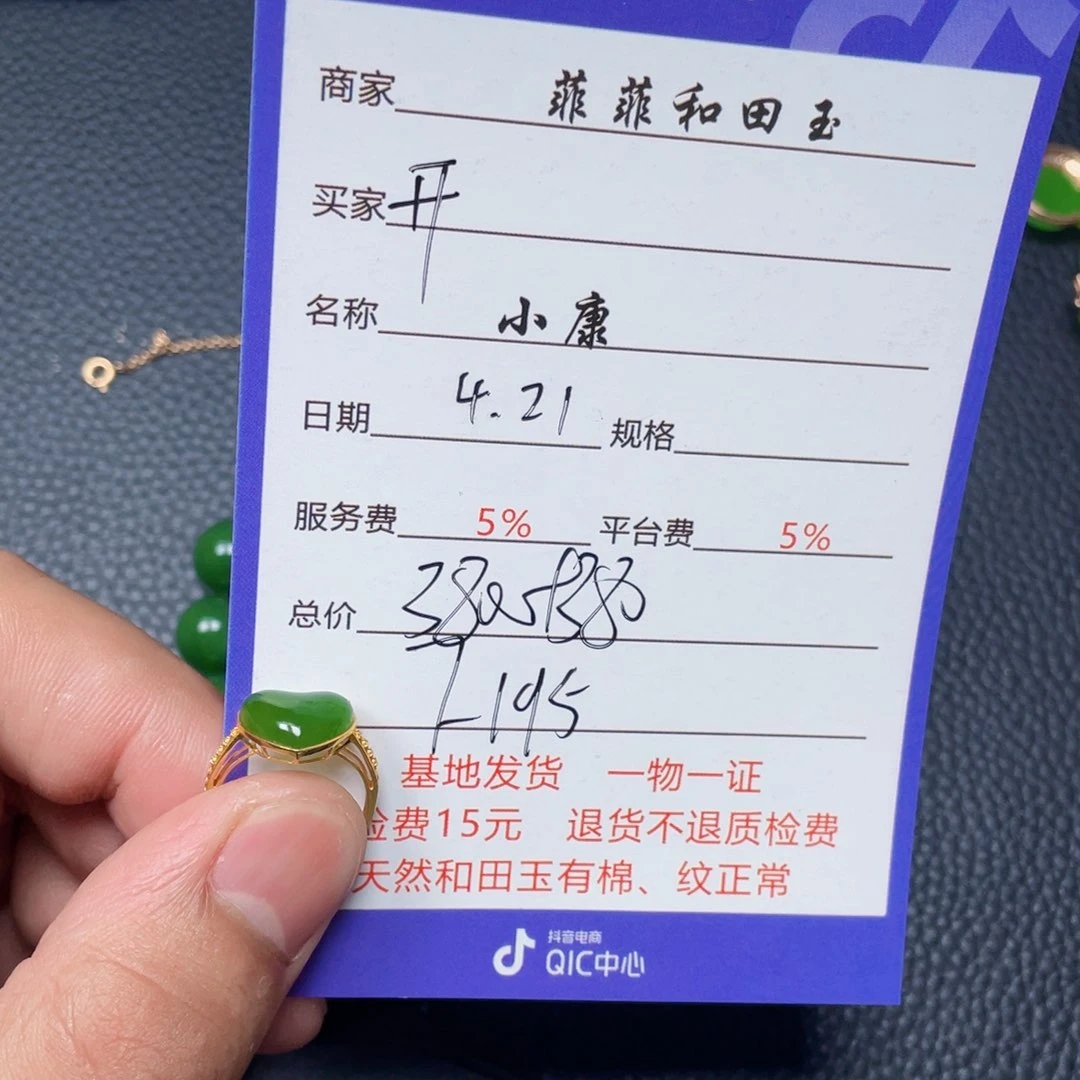 商家 菲菲和田玉
买家 开
名称 小康
日期 4.21 规格
服务费 5% 平台费 5%
总价
195
基地发货 一物一证
检费15元 退货不退质检费
天然和田玉有棉、纹正常
抖音电商
QIC中心